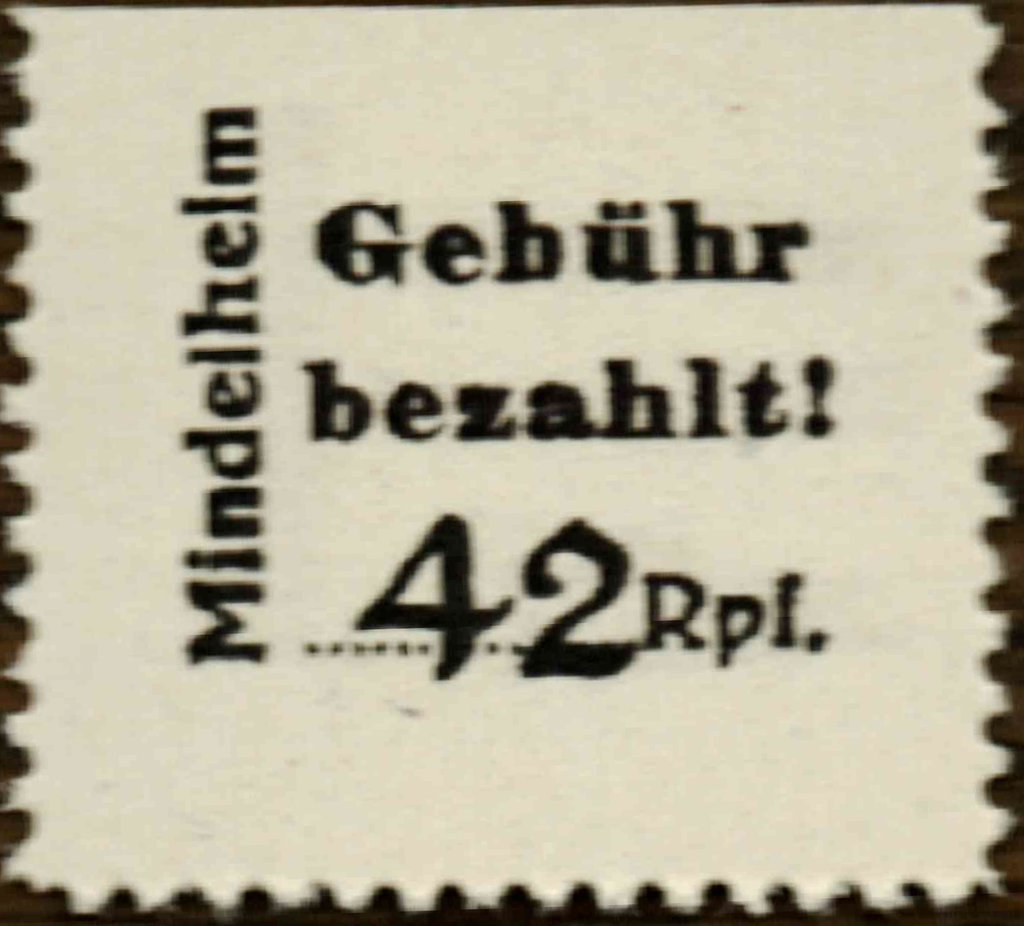 Mindelheim
Gebühr
bezahlt!
42 Rpf.